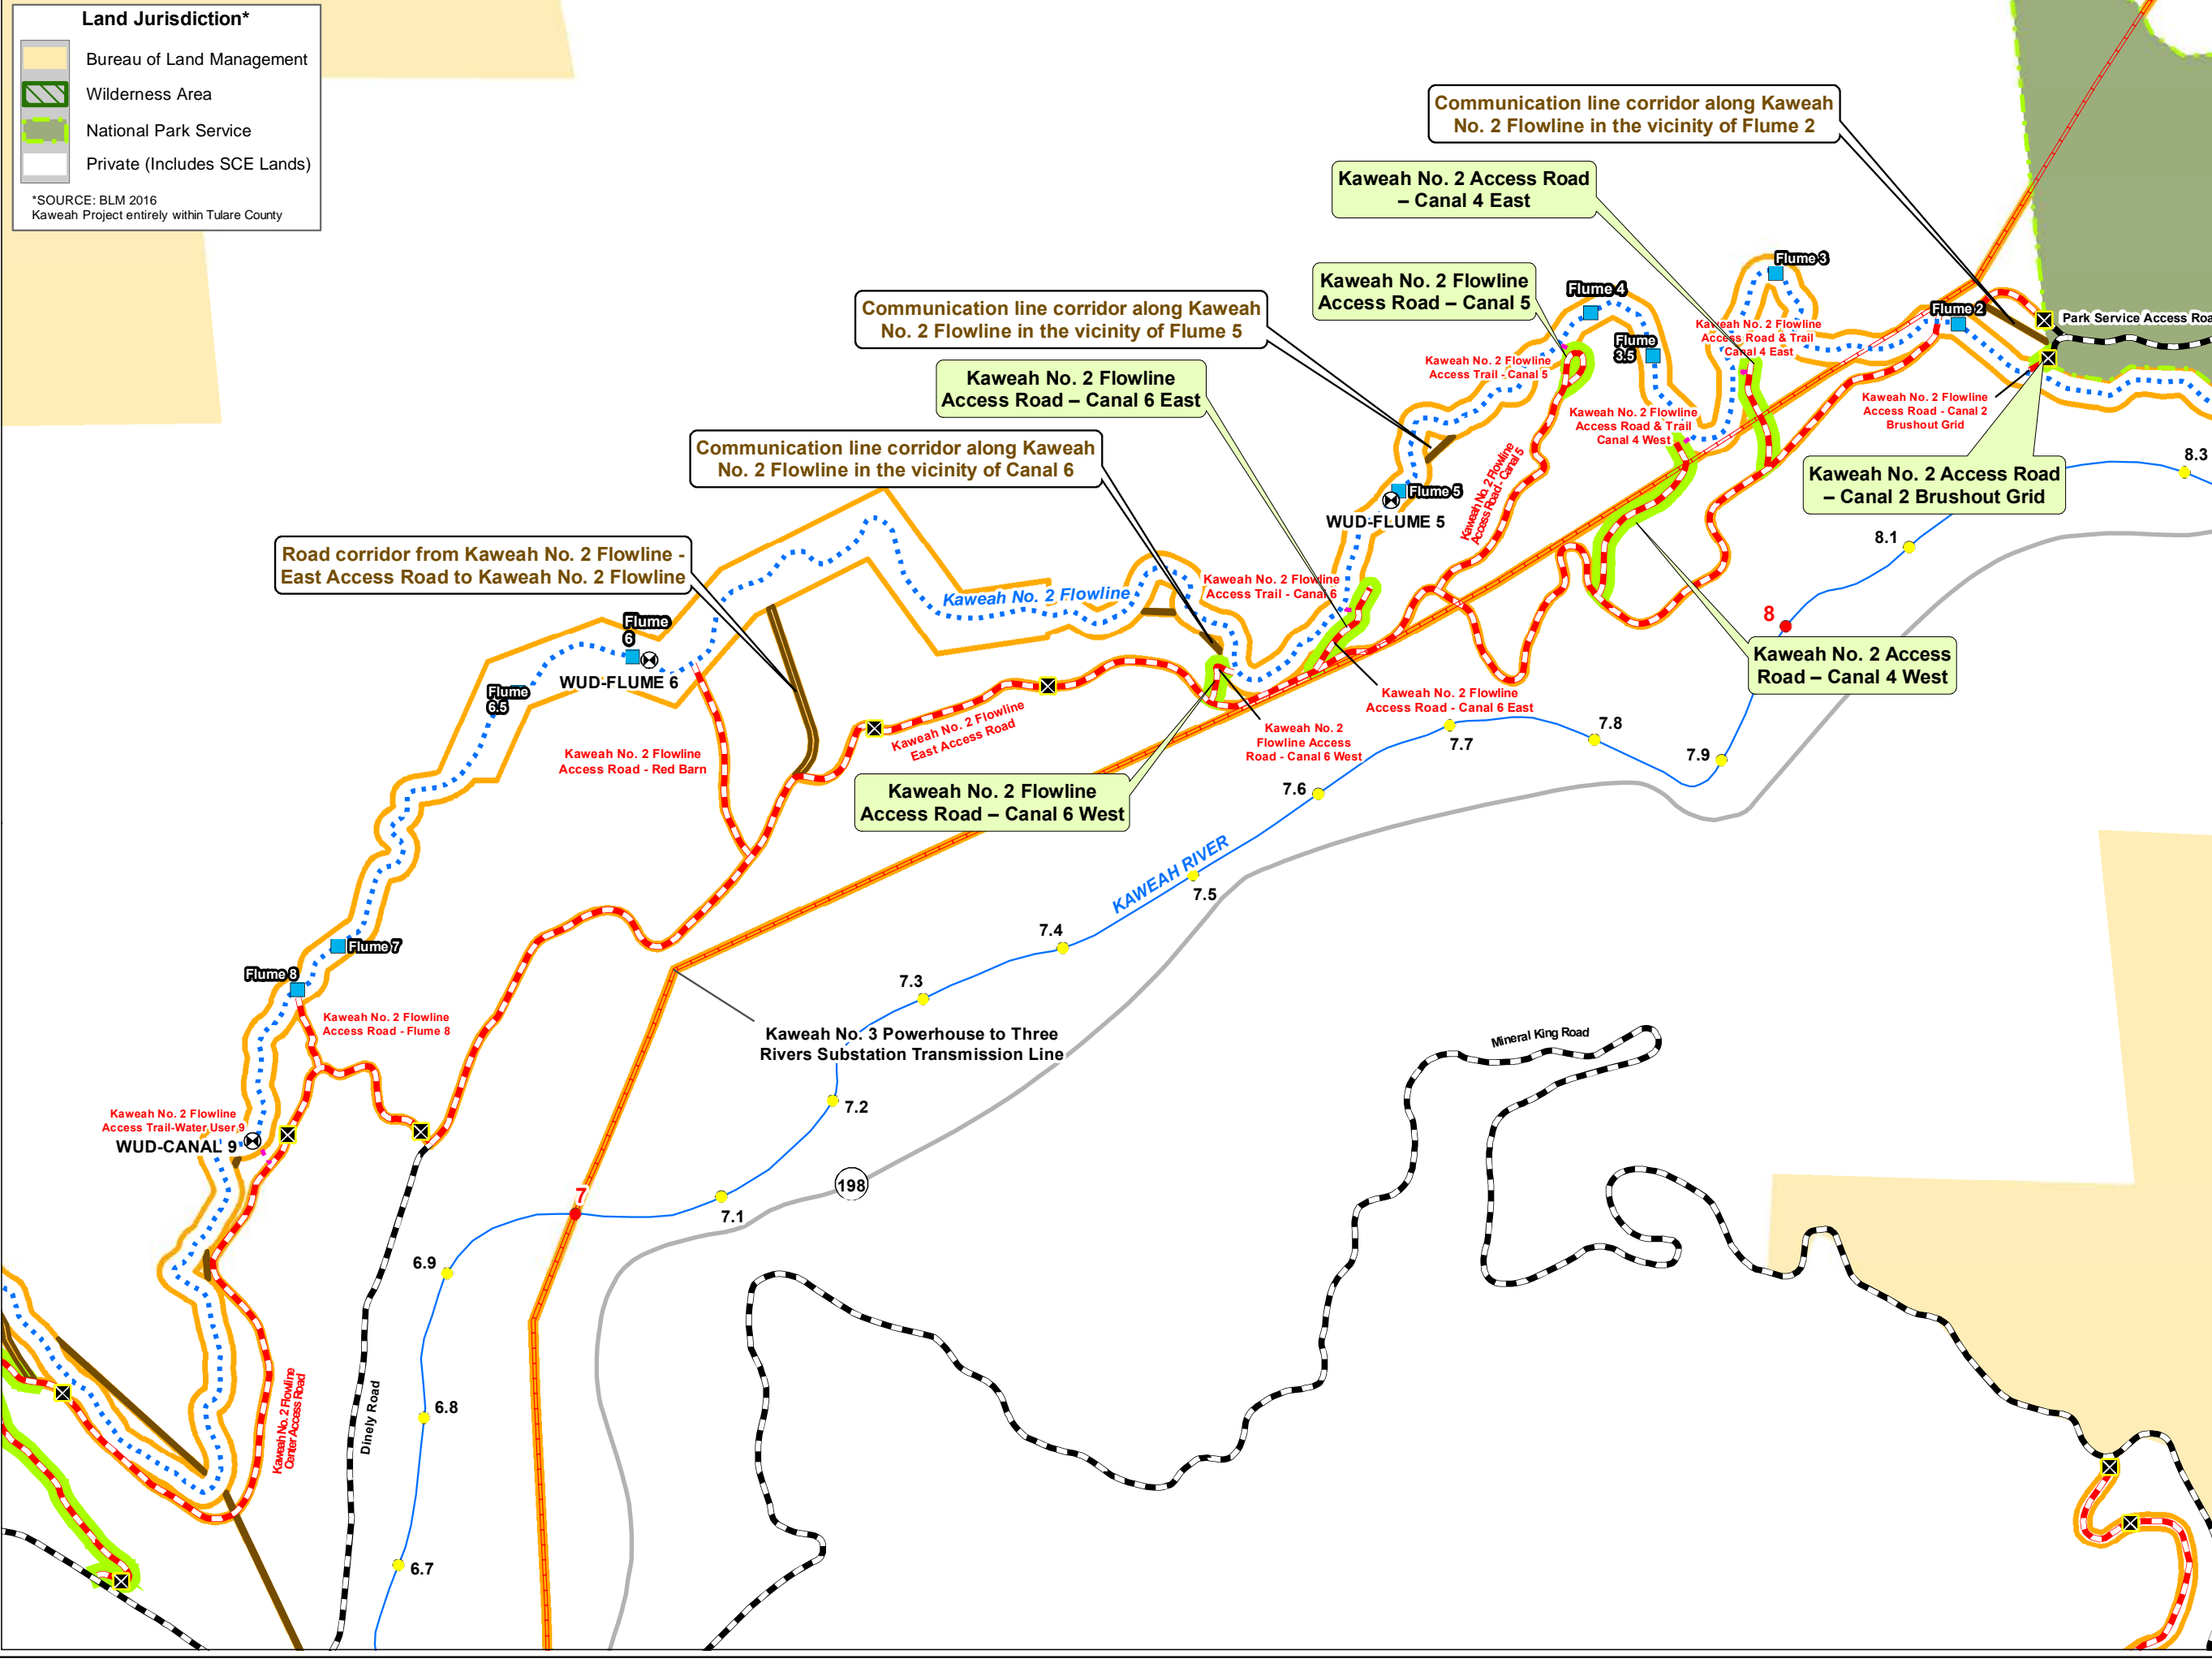 Land Jurisdiction*
Bureau of Land Management
Wilderness Area
National Park Service
Private (Includes SCE Lands)
*SOURCE: BLM 2016
Kaweah Project entirely within Tulare County
Communication line corridor along Kaweah
No. 2 Flowline in the vicinity of Flume 2
Kaweah No. 2 Access Road
– Canal 4 East
Kaweah No. 2 Flowline
Access Road – Canal 5
Communication line corridor along Kaweah
No. 2 Flowline in the vicinity of Flume 5
Kaweah No. 2 Flowline
Access Road – Canal 6 East
Communication line corridor along Kaweah
No. 2 Flowline in the vicinity of Canal 6
Road corridor from Kaweah No. 2 Flowline -
East Access Road to Kaweah No. 2 Flowline
Flume 3
Flume 4
Flume
3.5
Flume 2
Park Service Access Roa
Kaweah No. 2 Flowline
Access Road & Trail
Canal 4 East
Kaweah No. 2 Flowline
Access Trail - Canal 5
Kaweah No. 2 Flowline
Access Road & Trail
Canal 4 West
Kaweah No. 2 Flowline
Access Road - Canal 2
Brushout Grid
Kaweah No. 2 Flowline
Access Road - Canal 5
Kaweah No. 2 Access Road
– Canal 2 Brushout Grid
8.3
8.1
8
Flume 5
WUD-FLUME 5
Kaweah No. 2 Flowline
Access Trail - Canal 6
Kaweah No. 2 Flowline
Flume
6
WUD-FLUME 6
Flume
6.5
Kaweah No. 2 Access
Road – Canal 4 West
Kaweah No. 2 Flowline
Access Road - Canal 6 East
Kaweah No. 2
Flowline Access
Road - Canal 6 West
Kaweah No. 2 Flowline
East Access Road
Kaweah No. 2 Flowline
Access Road - Red Barn
Kaweah No. 2 Flowline
Access Road – Canal 6 West
7.9
7.8
7.7
7.6
KAWEAH RIVER
7.5
7.4
7.3
Flume 7
Flume 8
Kaweah No. 2 Flowline
Access Road - Flume 8
Kaweah No. 3 Powerhouse to Three
Rivers Substation Transmission Line
Mineral King Road
7.2
Kaweah No. 2 Flowline
Access Trail-Water User 9
WUD-CANAL 9
198
7
7.1
6.9
6.8
Kaweah No. 2 Flowline
Center Access Road
Dinely Road
6.7